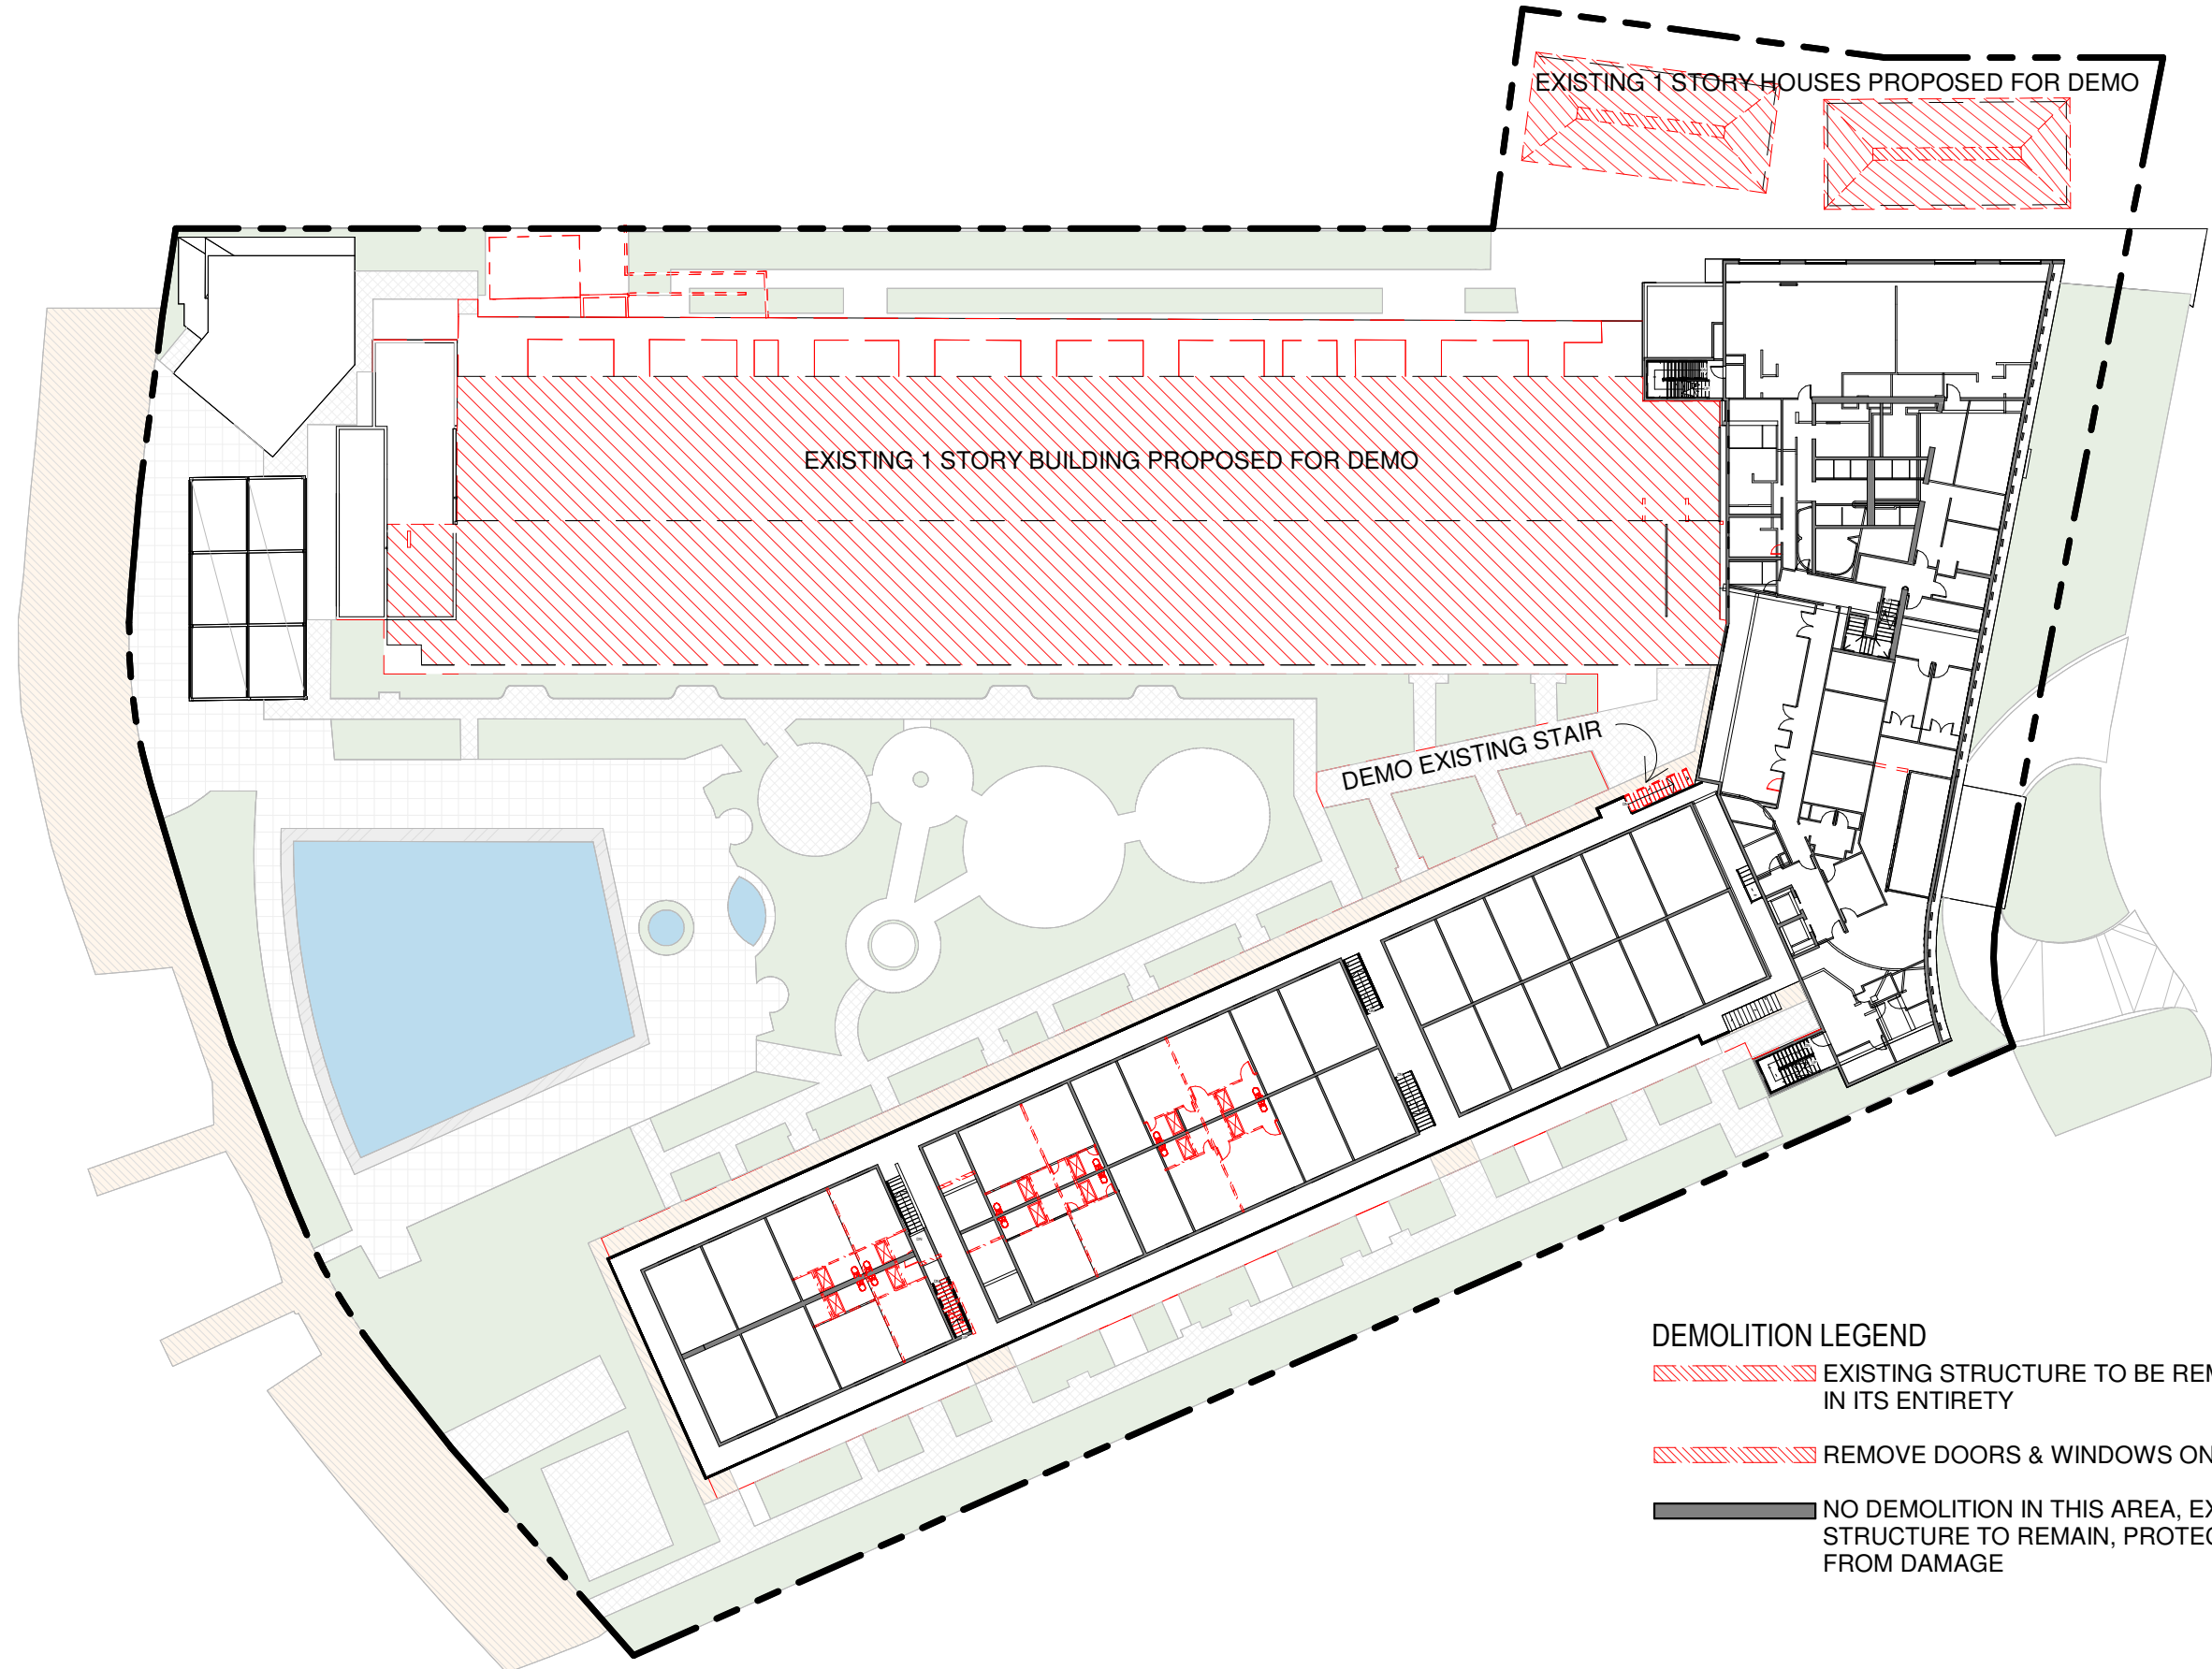 EXISTING 1 STORY HOUSES PROPOSED FOR DEMO
EXISTING 1 STORY BUILDING PROPOSED FOR DEMO
DEMO EXISTING STAIR
DEMOLITION LEGEND
EXISTING STRUCTURE TO BE REM
IN ITS ENTIRETY
REMOVE DOORS & WINDOWS ON
NO DEMOLITION IN THIS AREA, EX
STRUCTURE TO REMAIN, PROTEC
FROM DAMAGE